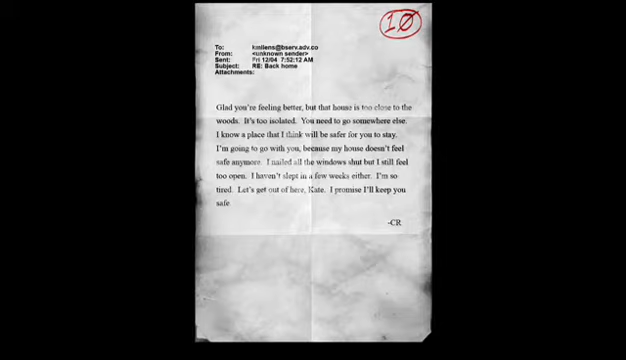 10
To: kmilens@bserv.adv.co
From: <unknown sender>
Sent: Fri 12/04 7:52:12 AM
Subject: RE: Back home
Attachments:
Glad you're feeling better, but that house is too close to the
woods. It's too isolated. You need to go somewhere else.
I know a place that I think will be safer for you to stay.
I'm going to go with you, because my house doesn't feel
safe anymore. I nailed all the windows shut but I still feel
too open. I haven't slept in a few weeks either. I'm so
tired. Let's get out of here, Kate. I promise I'll keep you
safe
-CR